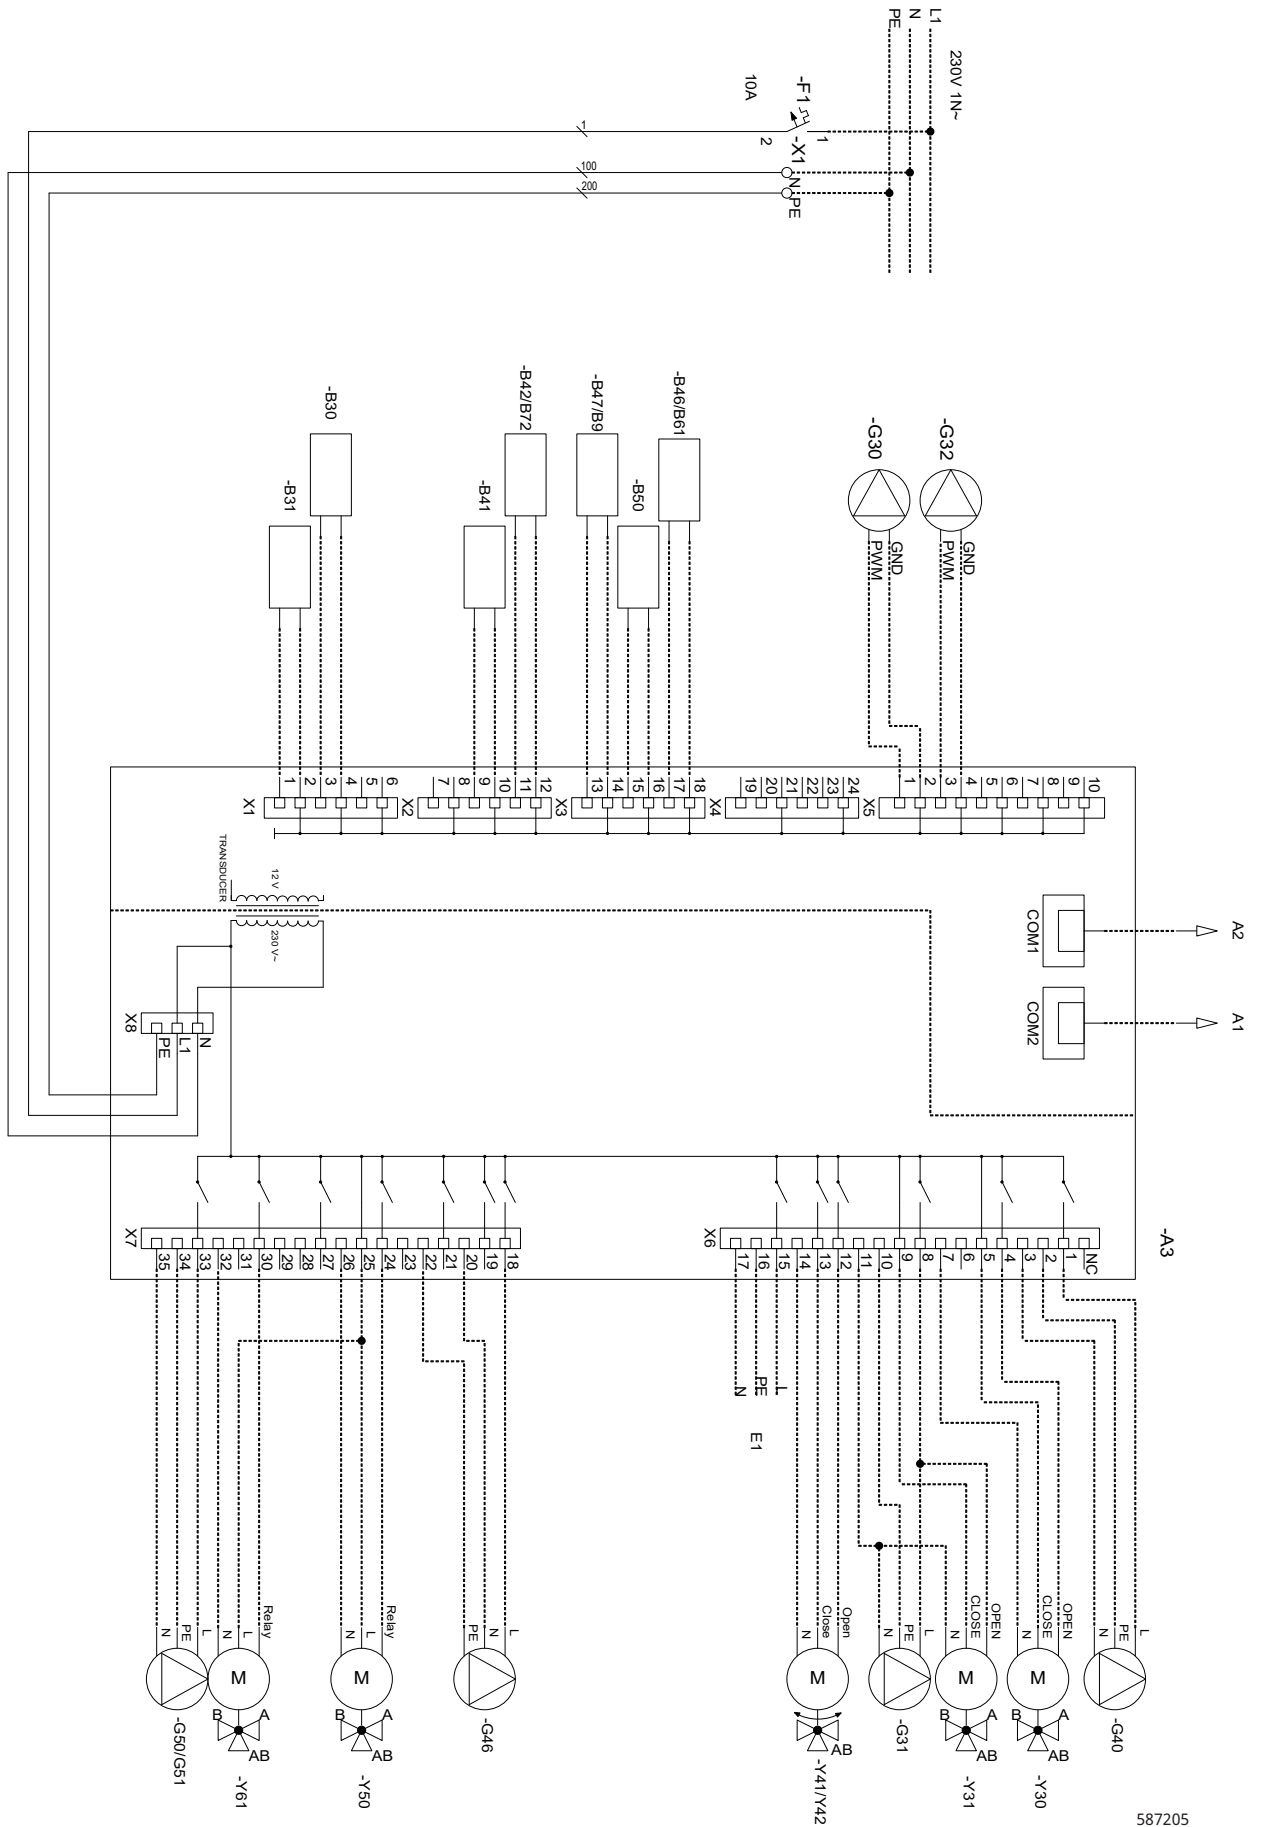 L1
N
PE
230V 1N~
-F1
10A
1
2
-X1
N
PE
1
100
200
-B30
-B31
-B42/B72
-B41
-B47/B9
-B50
-B46/B61
-G30
PWM
GND
-G32
PWM
GND
1
2
3
4
5
6
X1
7
8
9
10
11
12
X2
13
14
15
16
17
18
X3
19
20
21
22
23
24
X4
1
2
3
4
5
6
7
8
9
10
X5
TRANSDUCER
12 V
230 V~
COM1
A2
COM2
A1
X8
PE
L1
N
-A3
X7
35
34
33
32
31
30
29
28
27
26
25
24
23
22
21
20
19
18
X6
17
16
15
14
13
12
11
10
9
8
7
6
5
4
3
2
1
NC
N
PE
L
E1
N
PE
L
-G50/G51
N
L
Relay
M
B
A
AB
-Y61
N
L
Relay
M
B
A
AB
-Y50
PE
N
L
-G46
N
Close
Open
M
AB
-Y41/Y42
N
PE
L
-G31
N
CLOSE
OPEN
M
B
A
AB
-Y31
N
CLOSE
OPEN
M
B
A
AB
-Y30
N
PE
L
-G40
587205